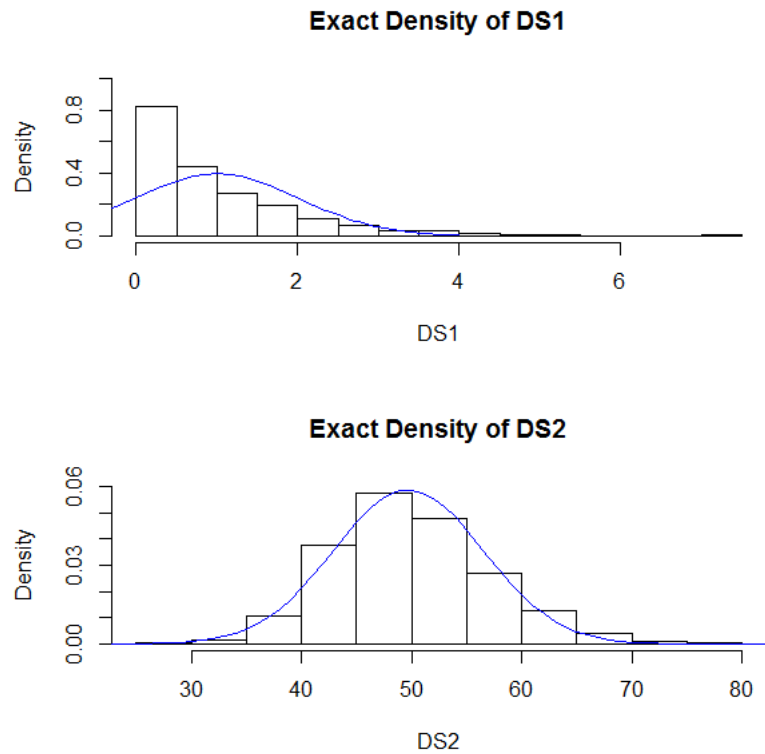 Exact Density of DS1
Density
0.0 0.4 0.8
0 2 4 6
DS1
Exact Density of DS2
Density
0.00 0.03 0.06
30 40 50 60 70 80
DS2